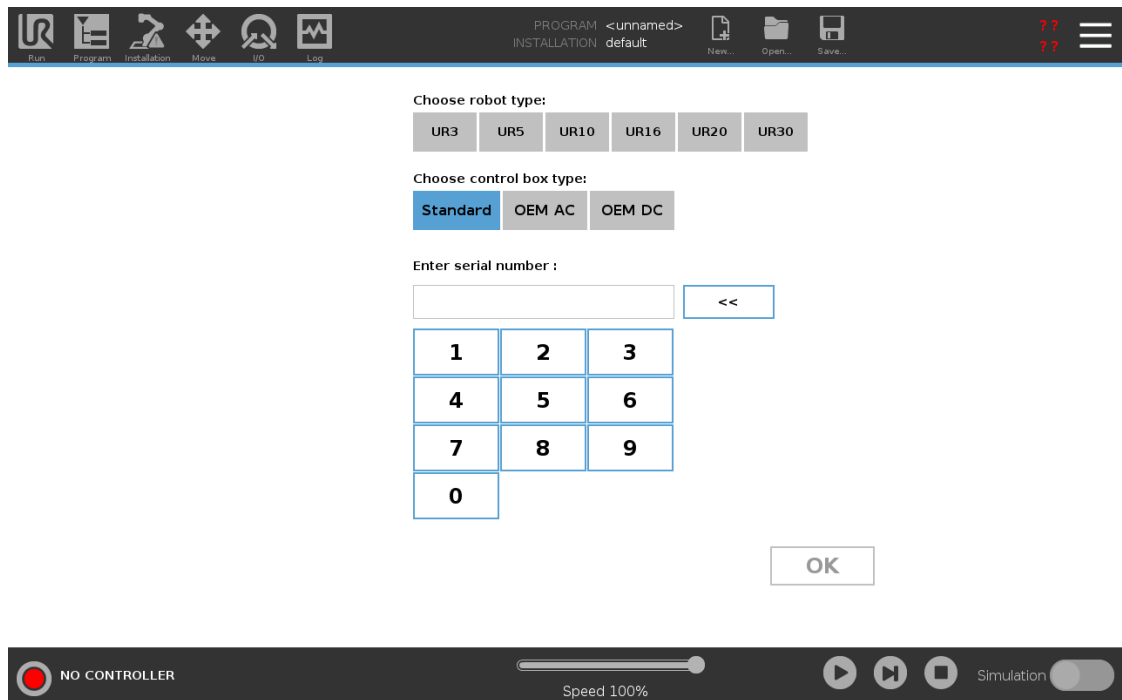 PROGRAM <unnamed>
INSTALLATION default
? ?
? ?
Run Program Installation Move I/O Log New... Open... Save...
Choose robot type:
UR3 UR5 UR10 UR16 UR20 UR30
Choose control box type:
Standard OEM AC OEM DC
Enter serial number :
<<
1 2 3
4 5 6
7 8 9
0
OK
NO CONTROLLER
Speed 100%
Simulation